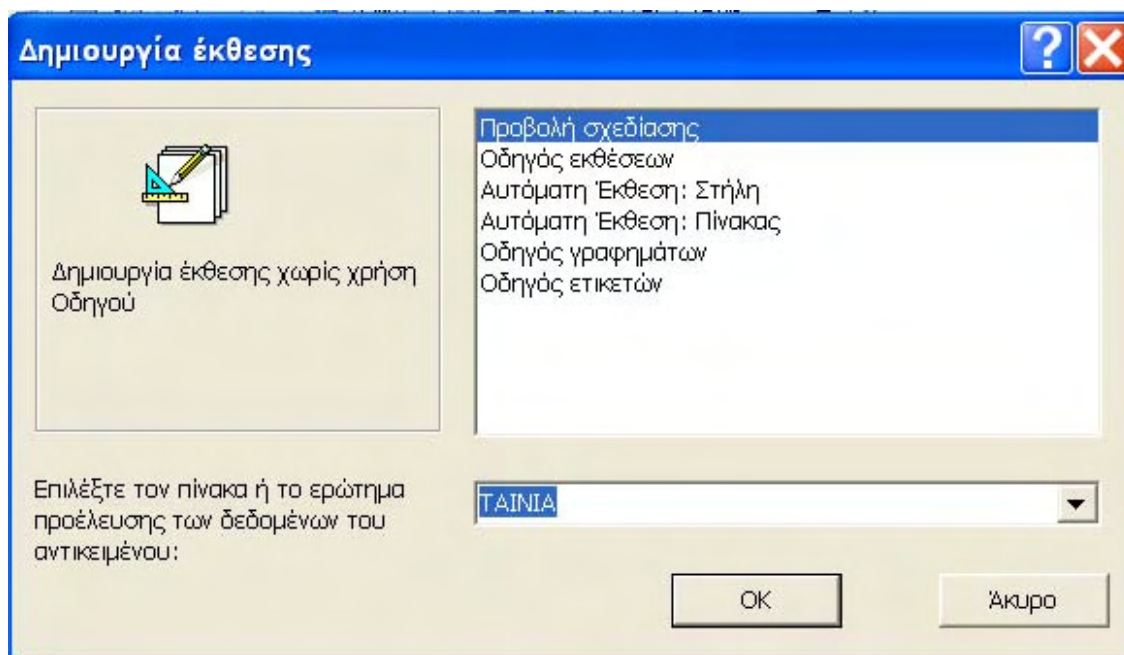 Δημιουργία έκθεσης
Προβολή σχεδίασης
Οδηγός εκθέσεων
Αυτόματη Έκθεση: Στήλη
Αυτόματη Έκθεση: Πίνακας
Οδηγός γραφημάτων
Οδηγός ετικετών
Δημιουργία έκθεσης χωρίς χρήση
Οδηγού
Επιλέξτε τον πίνακα ή το ερώτημα
προέλευσης των δεδομένων του
αντικειμένου:
ΤΑΙΝΙΑ
OK
Άκυρο